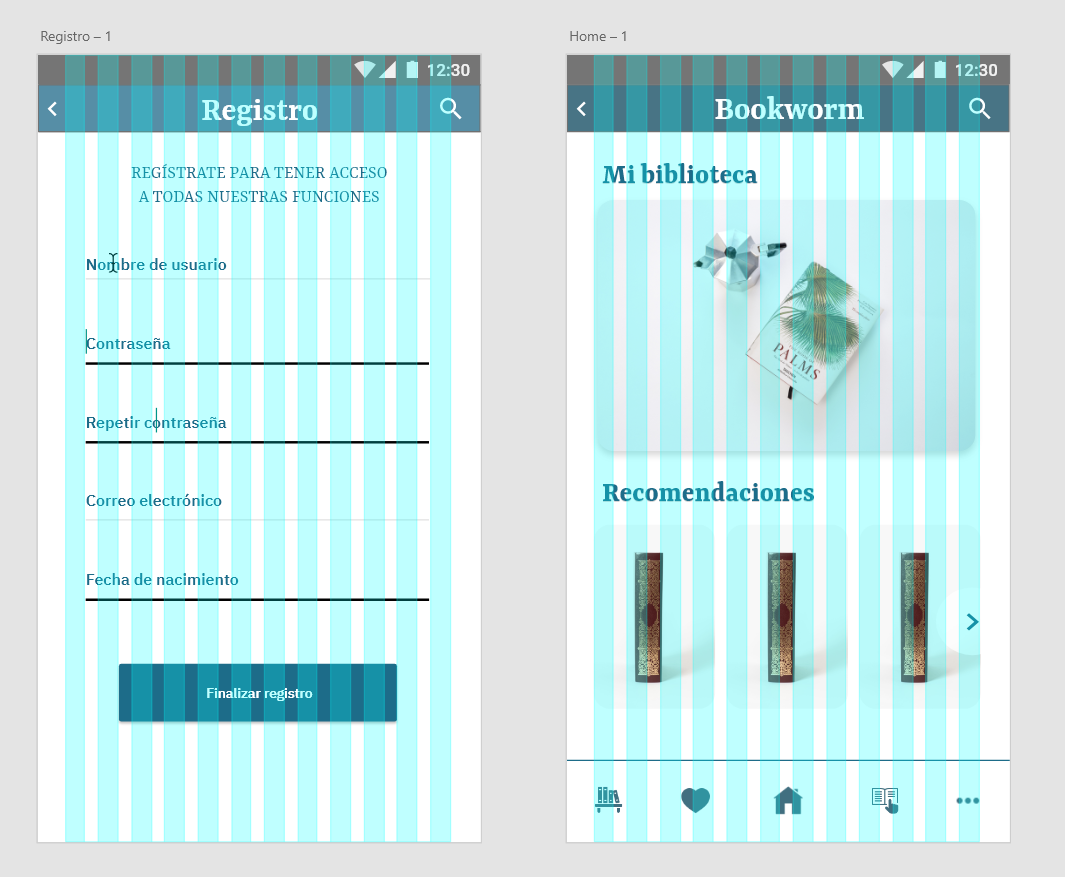 Registro – 1
12:30
Registro
REGÍSTRATE PARA TENER ACCESO
A TODAS NUESTRAS FUNCIONES
Nombre de usuario
Contraseña
Repetir contraseña
Correo electrónico
Fecha de nacimiento
Finalizar registro
Home – 1
12:30
Bookworm
Mi biblioteca
PALMS
Recomendaciones